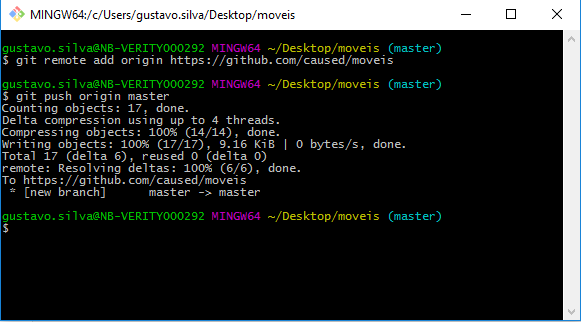 MINGW64:/c/Users/gustavo.silva/Desktop/moveis
gustavo.silva@NB-VERITY000292 MINGW64 ~/Desktop/moveis (master)
$ git remote add origin https://github.com/caused/moveis
gustavo.silva@NB-VERITY000292 MINGW64 ~/Desktop/moveis (master)
$ git push origin master
Counting objects: 17, done.
Delta compression using up to 4 threads.
Compressing objects: 100% (14/14), done.
Writing objects: 100% (17/17), 9.16 KiB | 0 bytes/s, done.
Total 17 (delta 6), reused 0 (delta 0)
remote: Resolving deltas: 100% (6/6), done.
To https://github.com/caused/moveis
 * [new branch]      master -> master
gustavo.silva@NB-VERITY000292 MINGW64 ~/Desktop/moveis (master)
$